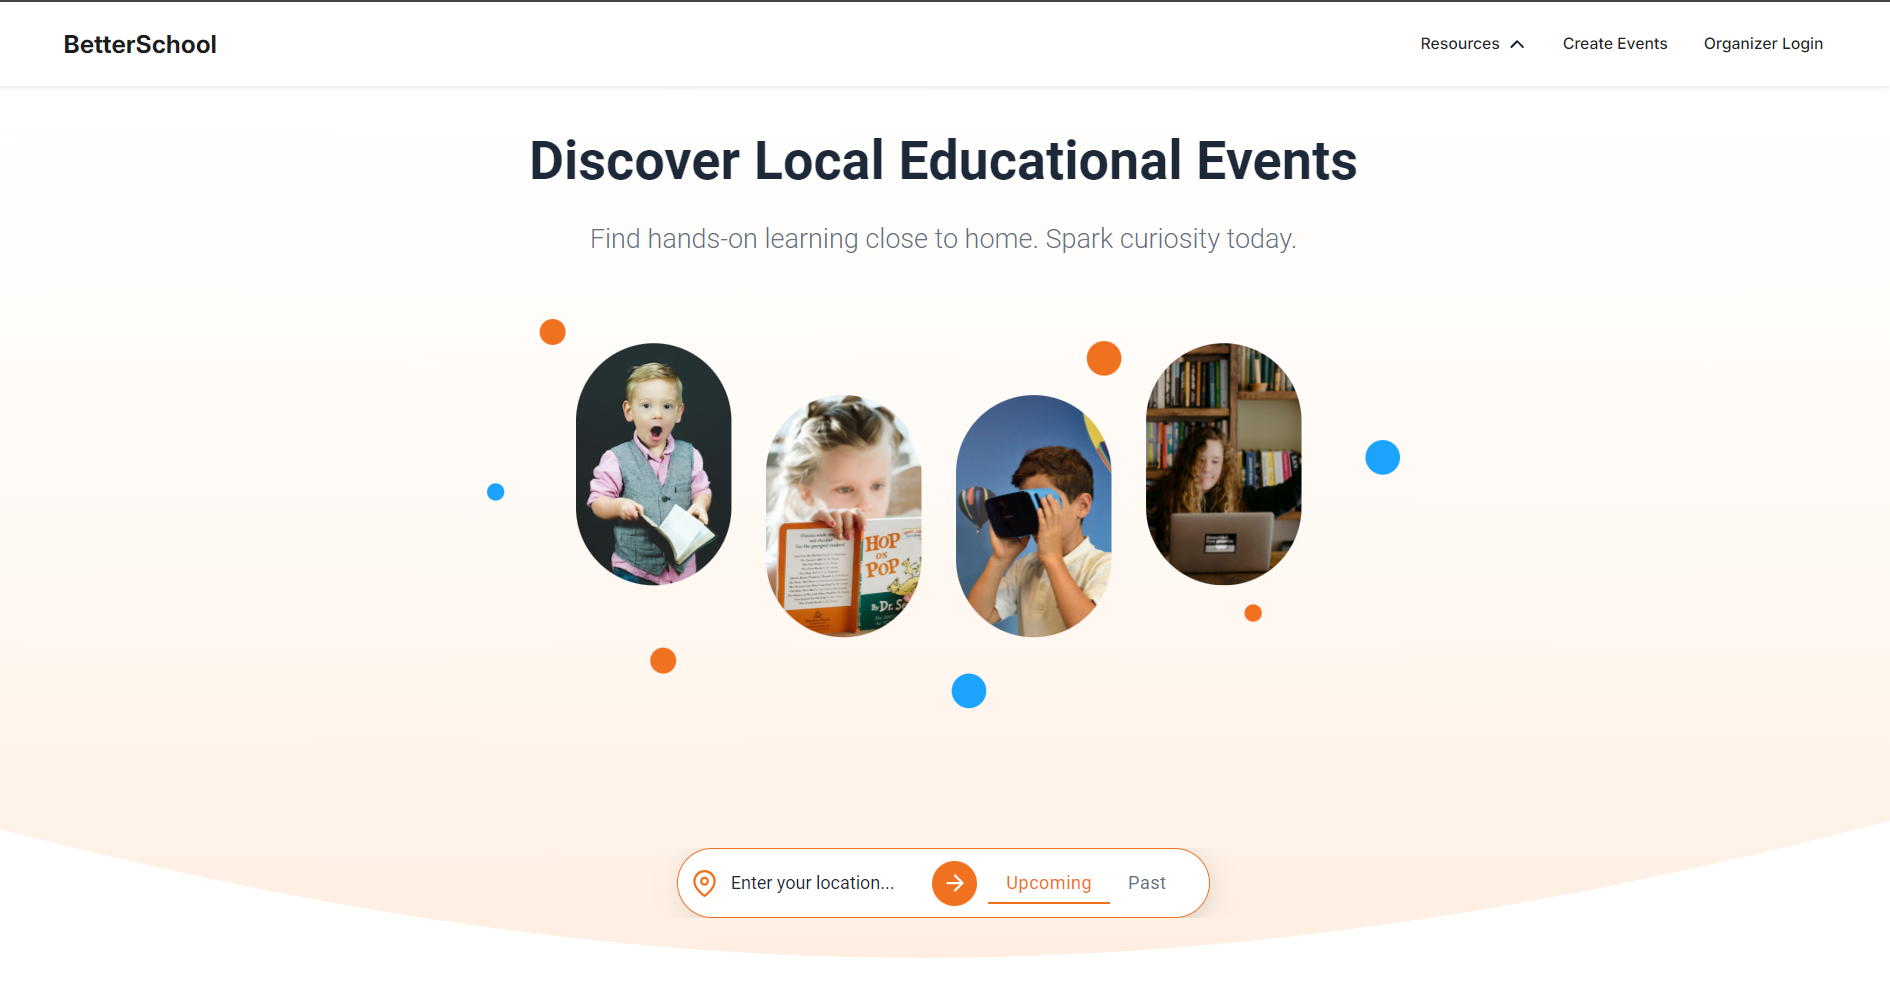 BetterSchool
Resources
Create Events
Organizer Login
Discover Local Educational Events
Find hands-on learning close to home. Spark curiosity today.
HOP
ON
POP
By Dr. Se
Enter your location...
Upcoming
Past